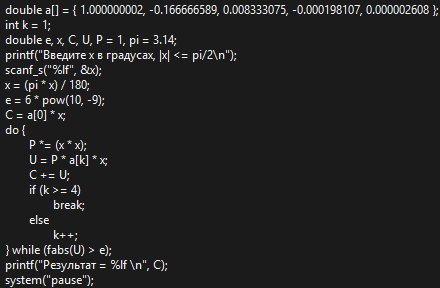 double a[] = { 1.000000002, -0.166666589, 0.008333075, -0.000198107, 0.000002608 };
int k = 1;
double e, x, C, U, P = 1, pi = 3.14;
printf("Введите x в градусах, |x| <= pi/2\n");
scanf_s("%lf", &x);
x = (pi * x) / 180;
e = 6 * pow(10, -9);
C = a[0] * x;
do {
P *= (x * x);
U = P * a[k] * x;
C += U;
if (k >= 4)
break;
else
k++;
} while (fabs(U) > e);
printf("Результат = %lf \n", C);
system("pause");